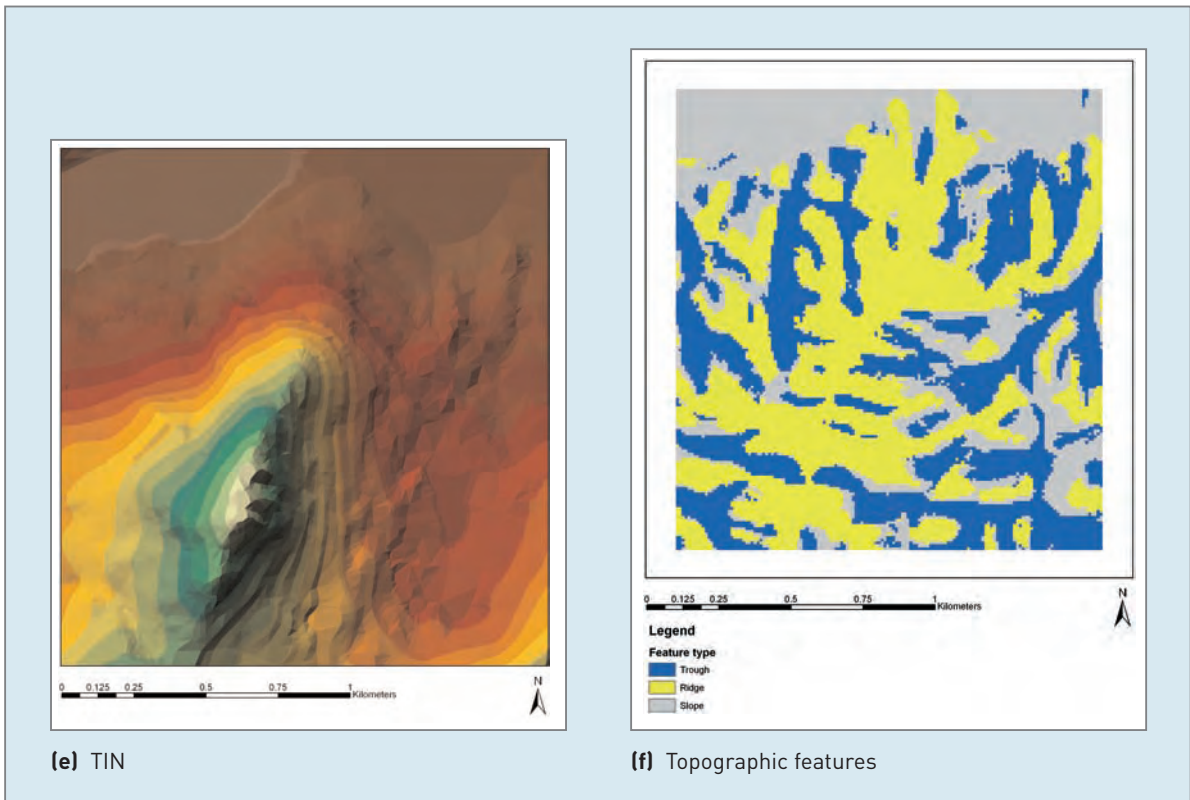 0 0.125 0.25 0.5 0.75 1
Kilometers
N
(e) TIN
0 0.125 0.25 0.5 0.75 1
Kilometers
N
Legend
Feature type
Trough
Ridge
Slope
(f) Topographic features